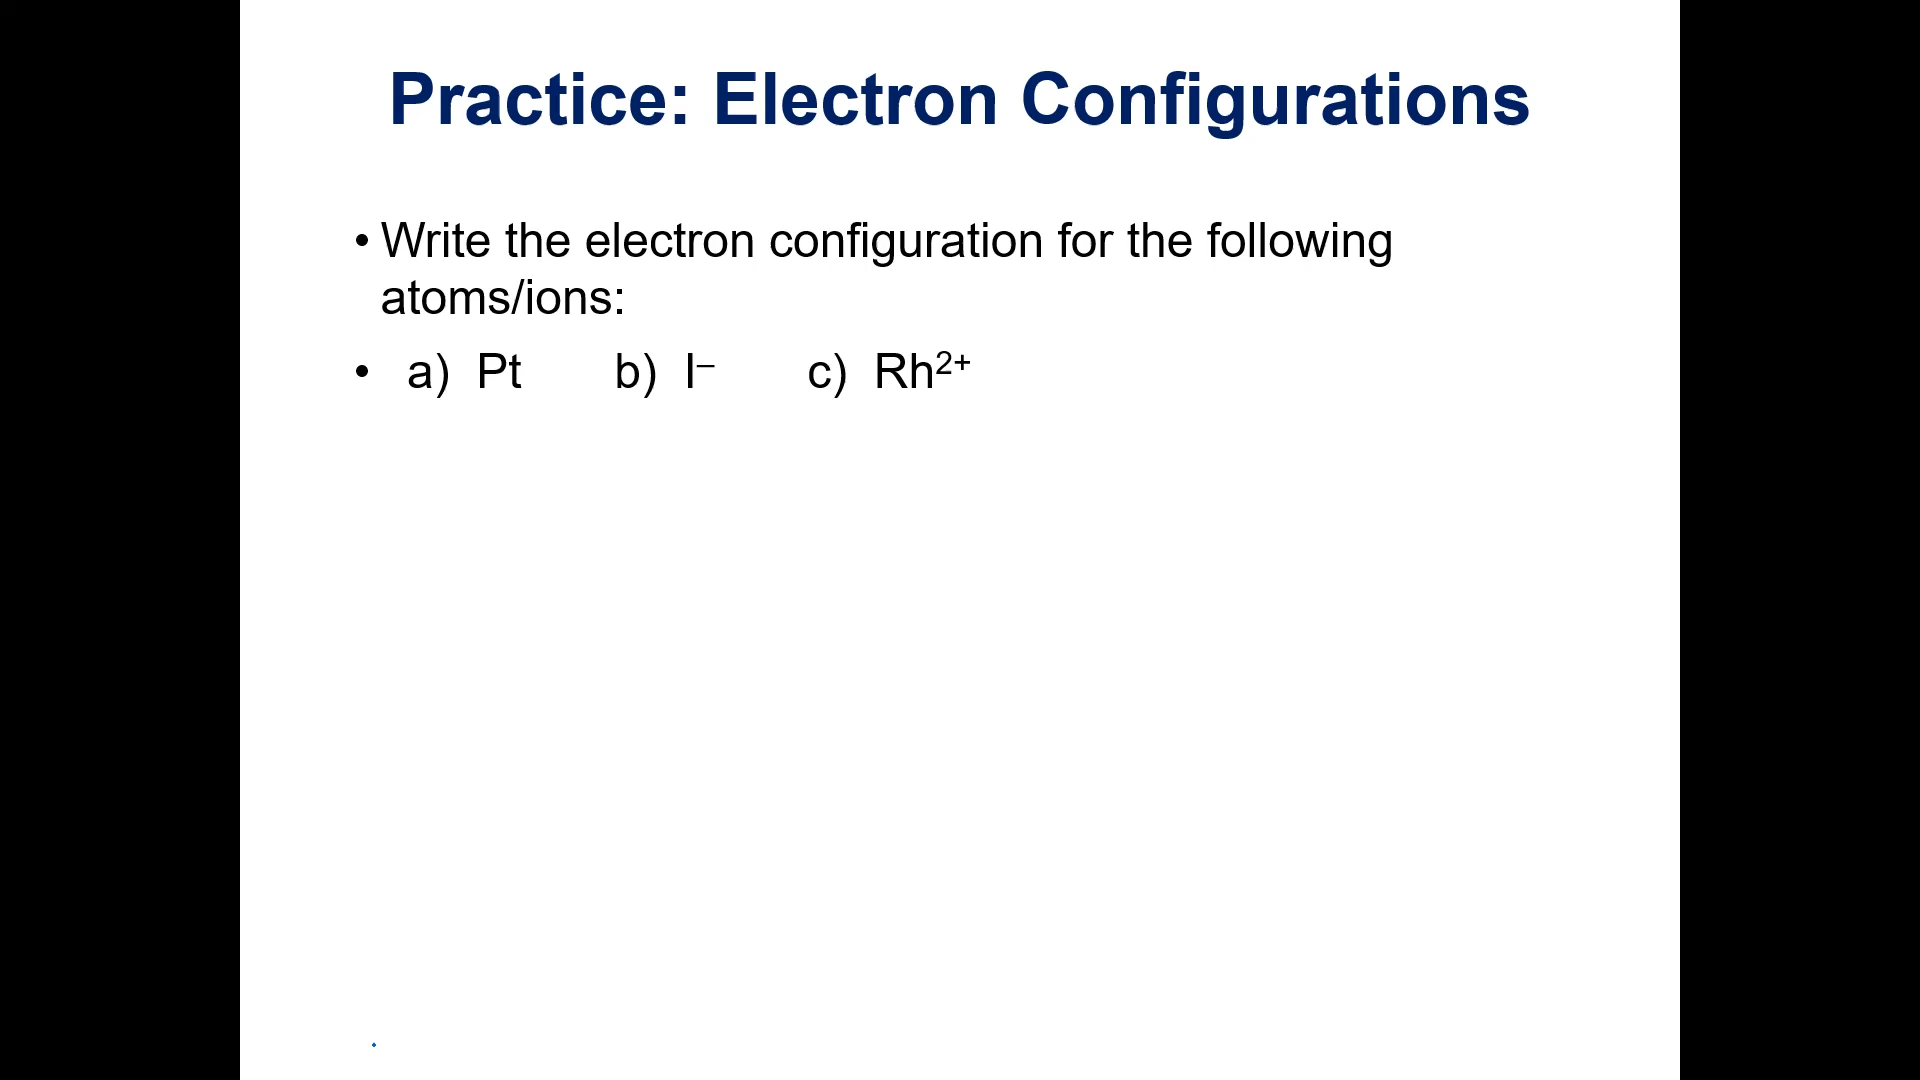 Practice: Electron Configurations
• Write the electron configuration for the following
atoms/ions:
• a) Pt b) I⁻ c) Rh²⁺